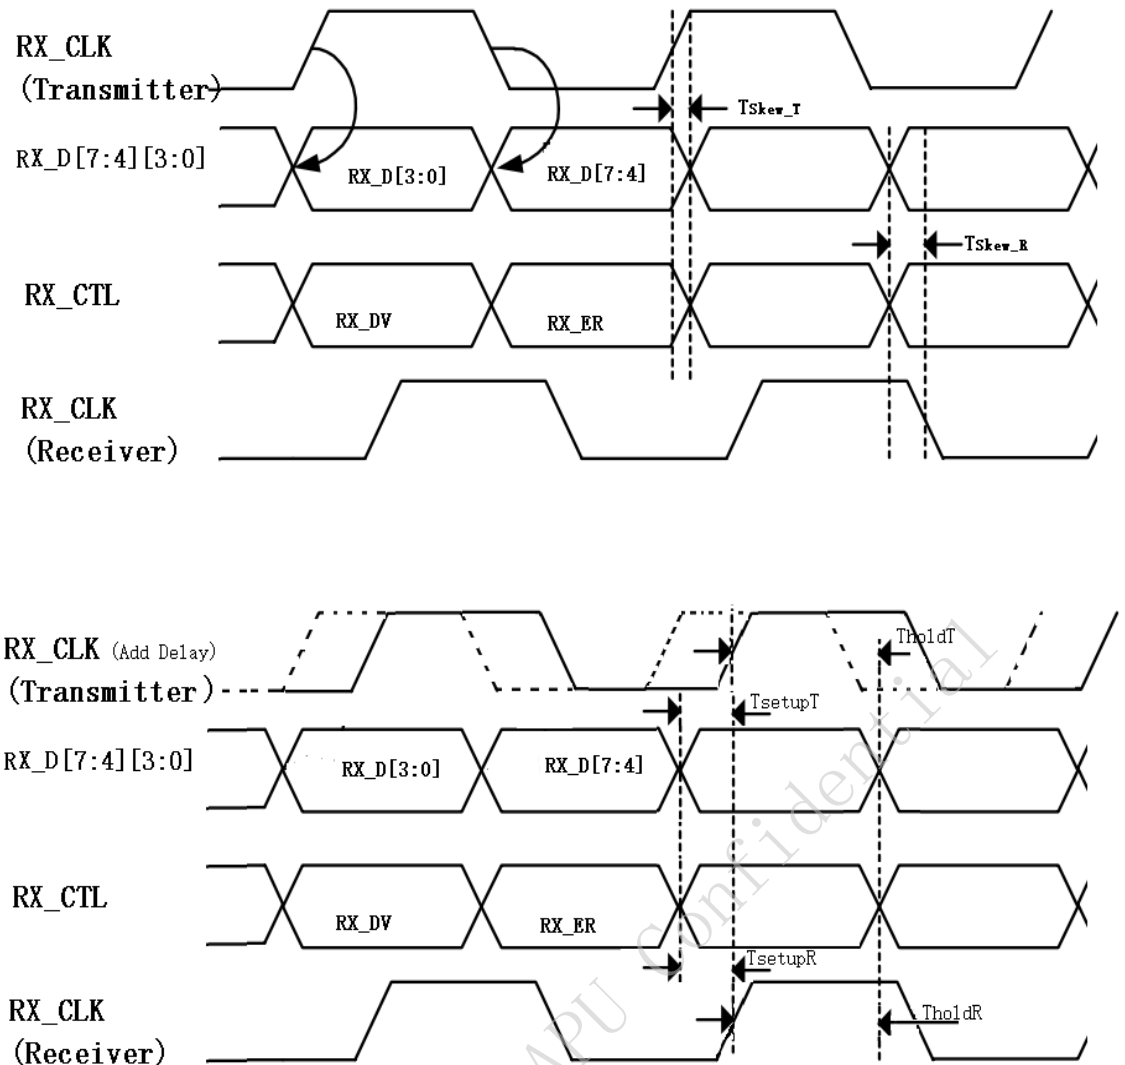 RX_CLK
(Transmitter)
TSkew_T
RX_D[7:4][3:0]
RX_D[3:0]
RX_D[7:4]
TSkew_R
RX_CTL
RX_DV
RX_ER
RX_CLK
(Receiver)
RX_CLK (Add Delay)
(Transmitter)
TholdT
TsetupT
RX_D[7:4][3:0]
RX_D[3:0]
RX_D[7:4]
RX_CTL
RX_DV
RX_ER
TsetupR
RX_CLK
(Receiver)
TholdR
APU Confidential